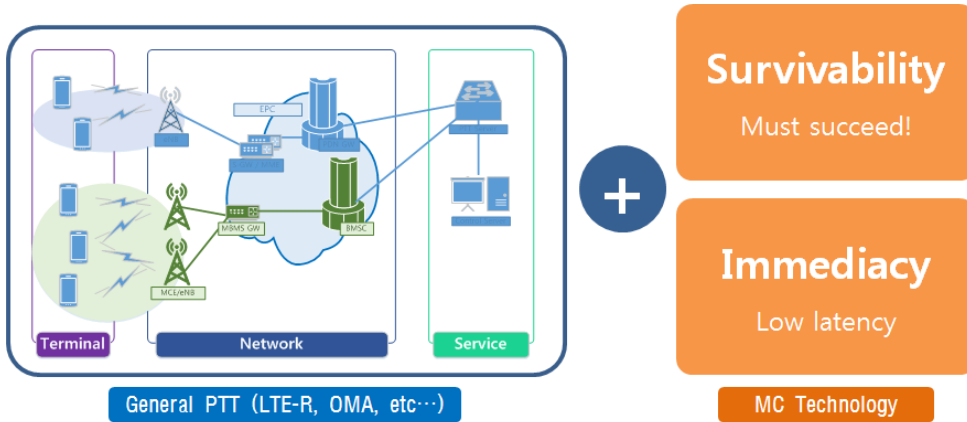 EPC
MBMS GW
BMSC
MCE/eNB
Terminal
Network
Service
General PTT (LTE-R, OMA, etc…)
+
Survivability
Must succeed!
Immediacy
Low latency
MC Technology